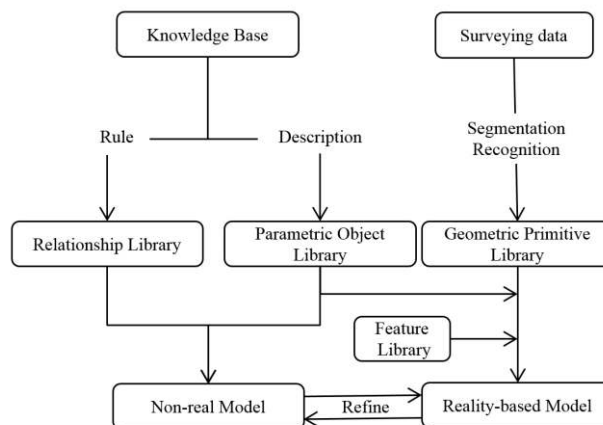 Knowledge Base
Surveying data
Rule
Description
Segmentation
Recognition
Relationship Library
Parametric Object
Library
Geometric Primitive
Library
Feature
Library
Non-real Model
Refine
Reality-based Model